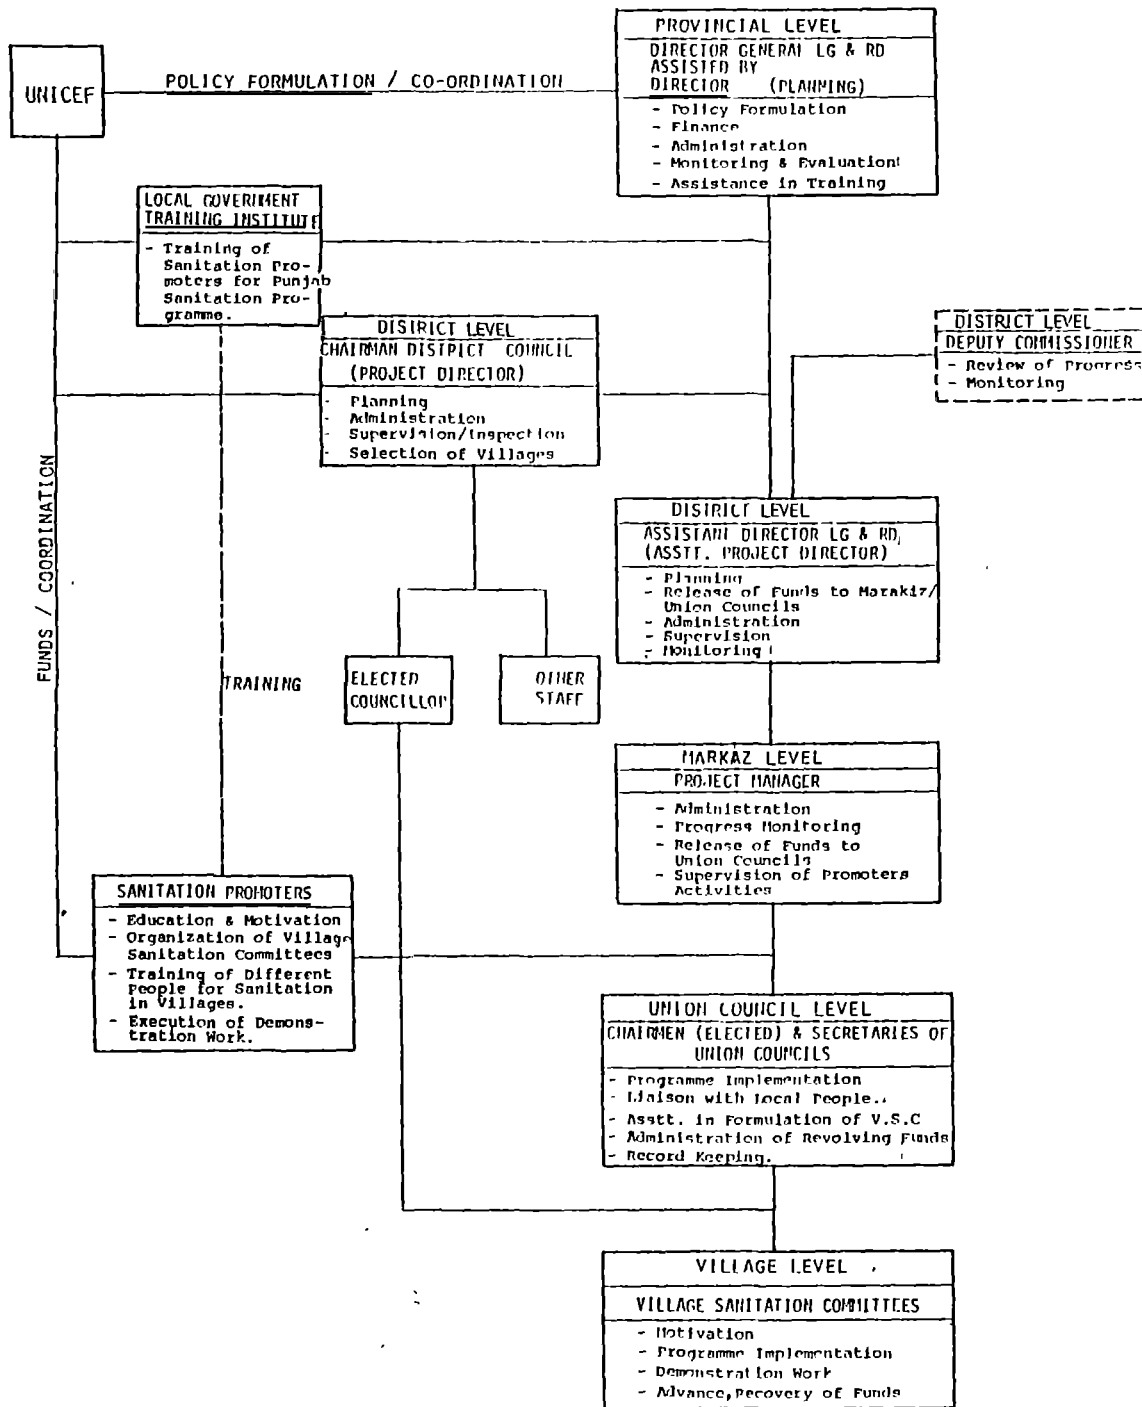 PROVINCIAL LEVEL
DIRECTOR GENERAL LG & RD
ASSISTED BY
DIRECTOR (PLANNING)
- Policy Formulation
- Finance
- Administration
- Monitoring & Evaluation
- Assistance in Training
UNICEF
POLICY FORMULATION / CO-ORDINATION
LOCAL GOVERNMENT
TRAINING INSTITUTE
- Training of
Sanitation Pro-
moters for Punjab
Sanitation Pro-
gramme.
DISTRICT LEVEL
CHAIRMAN DISTRICT COUNCIL
(PROJECT DIRECTOR)
- Planning
- Administration
- Supervision/Inspection
- Selection of Villages
DISTRICT LEVEL
DEPUTY COMMISSIONER
- Review of Progress
- Monitoring
FUNDS / COORDINATION
DISTRICT LEVEL
ASSISTANT DIRECTOR LG & RD,
(ASSTT. PROJECT DIRECTOR)
- Planning
- Release of Funds to Marakiz/
Union Councils
- Administration
- Supervision
- Monitoring
TRAINING
ELECTED
COUNCILLOR
OTHER
STAFF
MARKAZ LEVEL
PROJECT MANAGER
- Administration
- Progress Monitoring
- Release of Funds to
Union Councils
- Supervision of Promoters
Activities
SANITATION PROMOTERS
- Education & Motivation
- Organization of Village
Sanitation Committees
- Training of Different
People for Sanitation
in Villages.
- Execution of Demons-
tration Work.
UNION COUNCIL LEVEL
CHAIRMEN (ELECTED) & SECRETARIES OF
UNION COUNCILS
- Programme Implementation
- Liaison with Local People..
- Asstt. in Formulation of V.S.C
- Administration of Revolving Funds
- Record Keeping.
VILLAGE LEVEL
VILLAGE SANITATION COMMITTEES
- Motivation
- Programme Implementation
- Demonstration Work
- Advance,Recovery of Funds